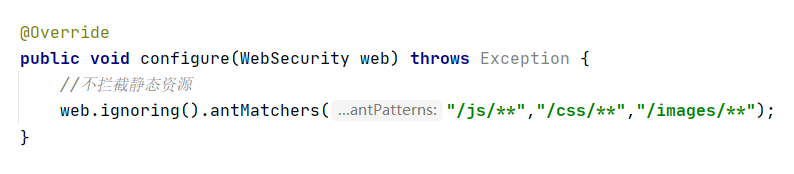 @Override
public void configure(WebSecurity web) throws Exception {
//不拦截静态资源
web.ignoring().antMatchers( ...antPatterns: "/js/**","/css/**","/images/**");
}